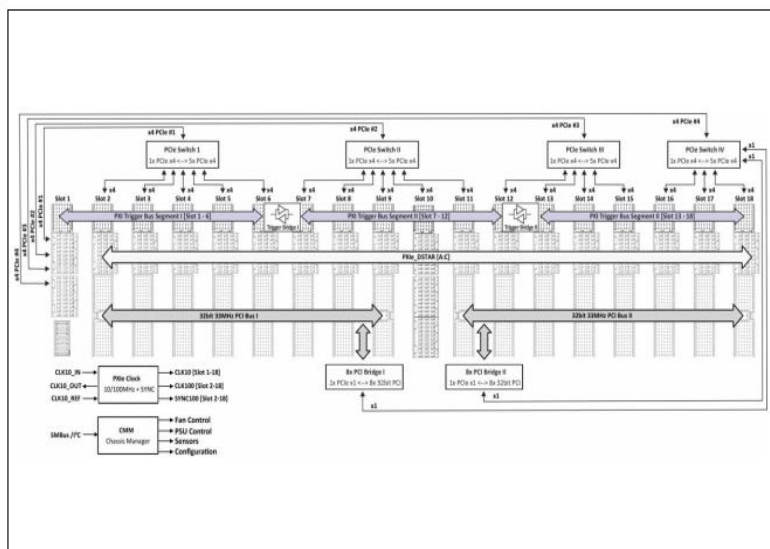 x4 PCIe #1
x4 PCIe #2
x4 PCIe #3
x4 PCIe #4
PCIe Switch 1
1x PCIe x4 <--> 5x PCIe x4
PCIe Switch II
1x PCIe x4 <--> 5x PCIe x4
PCIe Switch III
1x PCIe x4 <--> 5x PCIe x4
PCIe Switch IV
1x PCIe x4 <--> 5x PCIe x4
x1
x1
x4 x4 x4 x4 x4 x4 x4 x4 x4 x4 x4 x4 x4 x4 x4 x4 x4
Slot 1 Slot 2 Slot 3 Slot 4 Slot 5 Slot 6 Slot 7 Slot 8 Slot 9 Slot 10 Slot 11 Slot 12 Slot 13 Slot 14 Slot 15 Slot 16 Slot 17 Slot 18
x4 PCIe #4
x4 PCIe #3
x4 PCIe #2
x4 PCIe #1
PXI Trigger Bus Segment I [Slot 1 - 6]
Trigger Bridge I
PXI Trigger Bus Segment II [Slot 7 - 12]
Trigger Bridge II
PXI Trigger Bus Segment II [Slot 13 - 18]
PXIe_DSTAR [A:C]
32bit 33MHz PCI Bus I
32bit 33MHz PCI Bus II
8x PCI Bridge I
1x PCIe x1 <--> 8x 32bit PCI
8x PCI Bridge II
1x PCIe x1 <--> 8x 32bit PCI
x1
x1
CLK10_IN
CLK10_OUT
CLK10_REF
PXIe Clock
10/100MHz + SYNC
CLK10 [Slot 1-18]
CLK100 [Slot 2-18]
SYNC100 [Slot 2-18]
SMBus /I²C
CMM
Chassis Manager
Fan Control
PSU Control
Sensors
Configuration